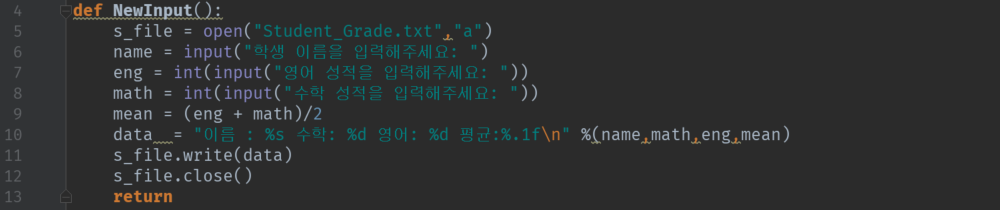 4 def NewInput():
5 s_file = open("Student_Grade.txt","a")
6 name = input("학생 이름을 입력해주세요: ")
7 eng = int(input("영어 성적을 입력해주세요: "))
8 math = int(input("수학 성적을 입력해주세요: "))
9 mean = (eng + math)/2
10 data  = "이름 : %s 수학: %d 영어: %d 평균:%.1f\n" %(name,math,eng,mean)
11 s_file.write(data)
12 s_file.close()
13 return